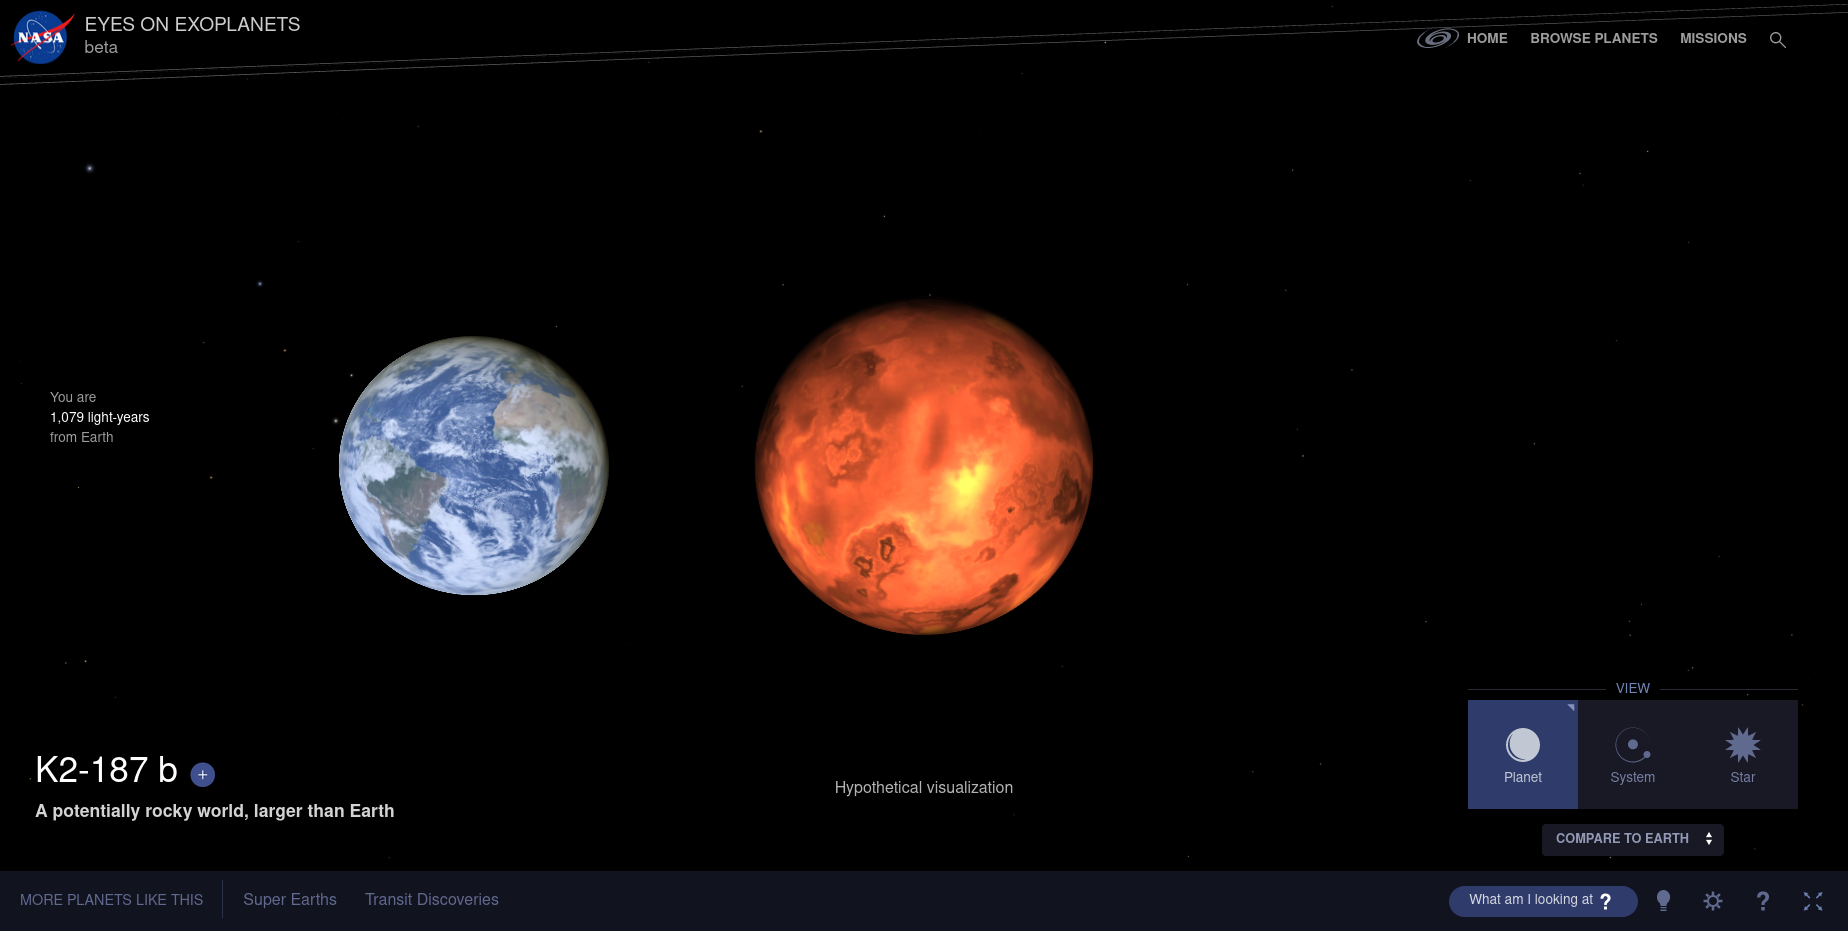 NASA
EYES ON EXOPLANETS
beta
HOME
BROWSE PLANETS
MISSIONS
You are
1,079 light-years
from Earth
VIEW
Planet
System
Star
K2-187 b +
A potentially rocky world, larger than Earth
Hypothetical visualization
COMPARE TO EARTH
MORE PLANETS LIKE THIS
Super Earths
Transit Discoveries
What am I looking at ?
?